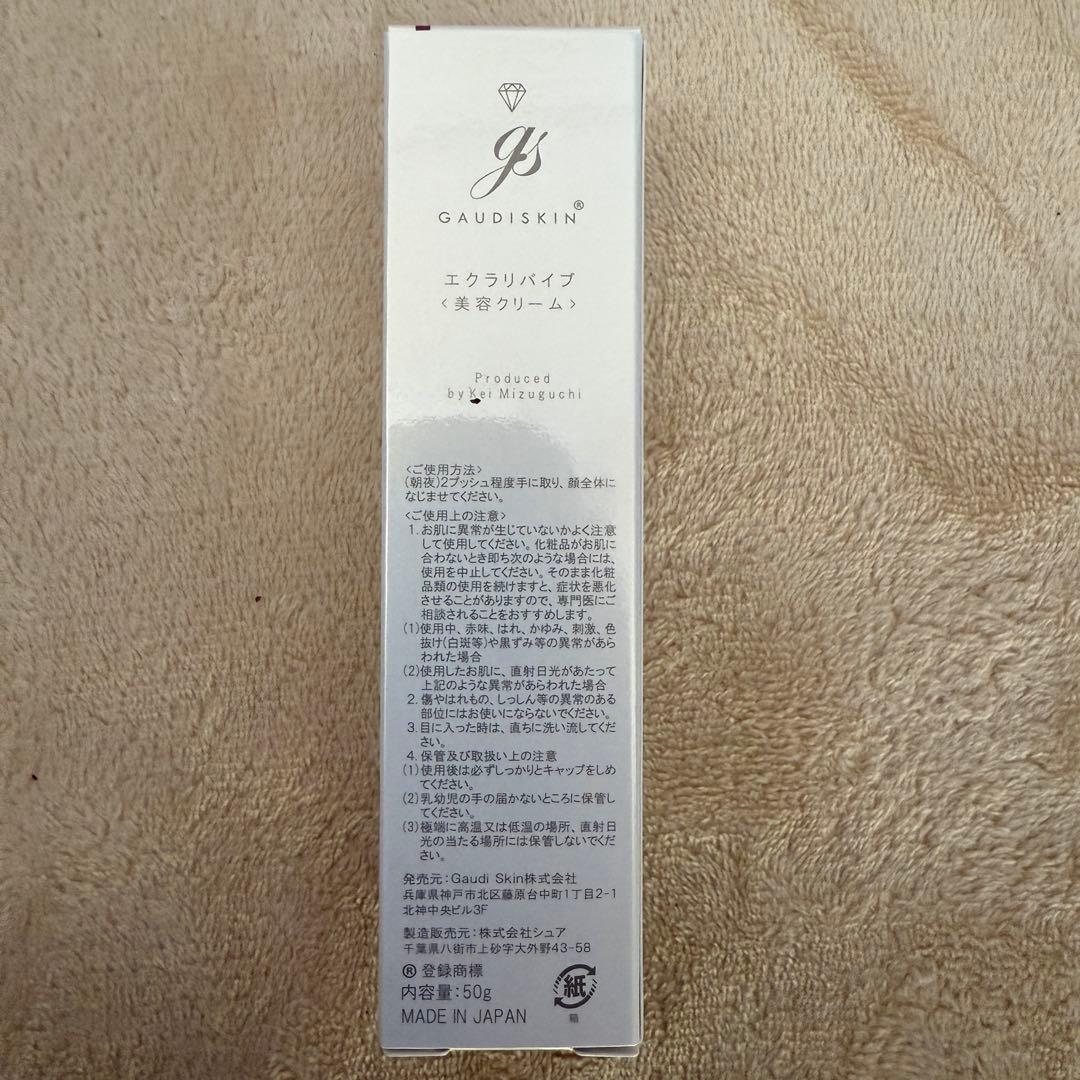 gs
GAUDISKIN®
エクラリバイブ
〈美容クリーム〉
Produced
by Kei Mizuguchi
〈ご使用方法〉
(朝夜)2プッシュ程度手に取り、顔全体に
なじませてください。
〈ご使用上の注意〉
1. お肌に異常が生じていないかよく注意
して使用してください。化粧品がお肌に
合わないとき即ち次のような場合には、
使用を中止してください。そのまま化粧
品類の使用を続けますと、症状を悪化
させることがありますので、専門医にご
相談されることをおすすめします。
(1)使用中、赤味、はれ、かゆみ、刺激、色
抜け(白斑等)や黒ずみ等の異常があら
われた場合
(2)使用したお肌に、直射日光があたって
上記のような異常があらわれた場合
2. 傷やはれもの、しっしん等の異常のある
部位にはお使いにならないでください。
3. 目に入った時は、直ちに洗い流してくだ
さい。
4. 保管及び取扱い上の注意
(1)使用後は必ずしっかりとキャップをしめ
てください。
(2)乳幼児の手の届かないところに保管し
てください。
(3)極端に高温又は低温の場所、直射日
光の当たる場所には保管しないでくだ
さい。
発売元：Gaudi Skin株式会社
兵庫県神戸市北区藤原台中町1丁目2-1
北神中央ビル3F
製造販売元：株式会社シュア
千葉県八街市上砂字大外野43-58
® 登録商標
内容量：50g
MADE IN JAPAN
紙
箱